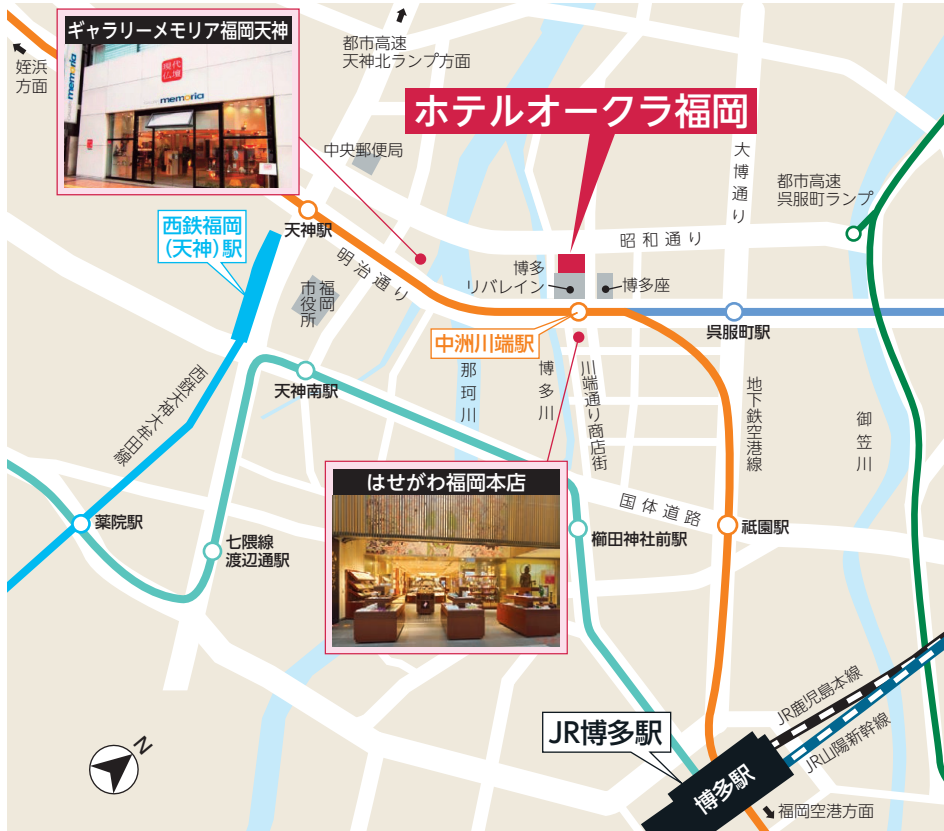 ギャラリーメモリア福岡天神
現代
仏壇
memoria
memoria
姪浜
方面
都市高速
天神北ランプ方面
ホテルオークラ福岡
中央郵便局
大博通り
都市高速
呉服町ランプ
西鉄福岡
(天神)駅
天神駅
明治通り
昭和通り
福岡
市役所
博多
リバレイン
博多座
中洲川端駅
呉服町駅
天神南駅
那珂川
博多川
川端通り商店街
地下鉄空港線
御笠川
西鉄天神大牟田線
はせがわ福岡本店
国体道路
薬院駅
七隈線
渡辺通駅
櫛田神社前駅
祇園駅
JR博多駅
JR鹿児島本線
JR山陽新幹線
博多駅
福岡空港方面
N